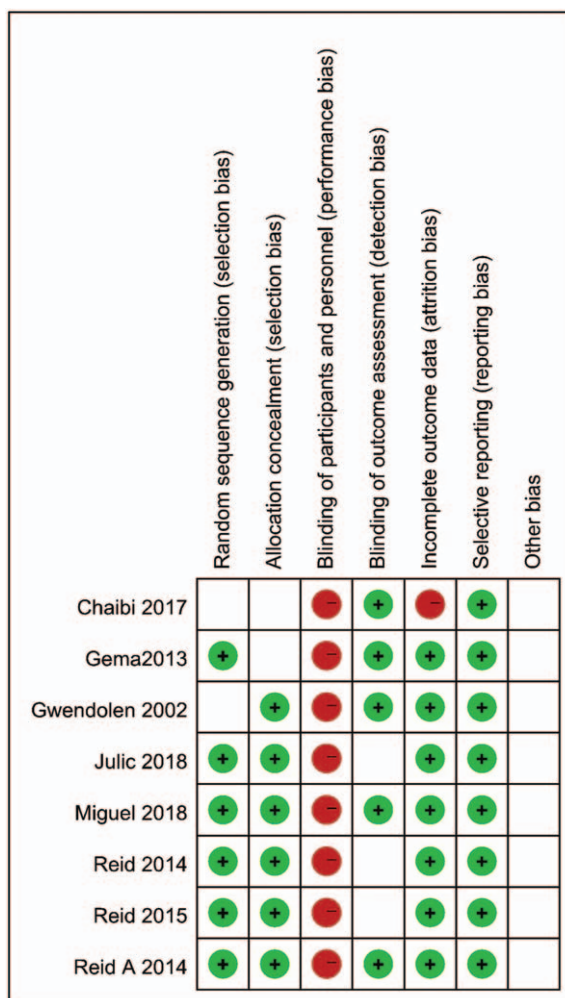 Random sequence generation (selection bias)
Allocation concealment (selection bias)
Blinding of participants and personnel (performance bias)
Blinding of outcome assessment (detection bias)
Incomplete outcome data (attrition bias)
Selective reporting (reporting bias)
Other bias
Chaibi 2017 - + - +
Gema2013 + - + + +
Gwendolen 2002 + - + + +
Julic 2018 + + - + +
Miguel 2018 + + - + + +
Reid 2014 + + - + +
Reid 2015 + + - + +
Reid A 2014 + + - + + +